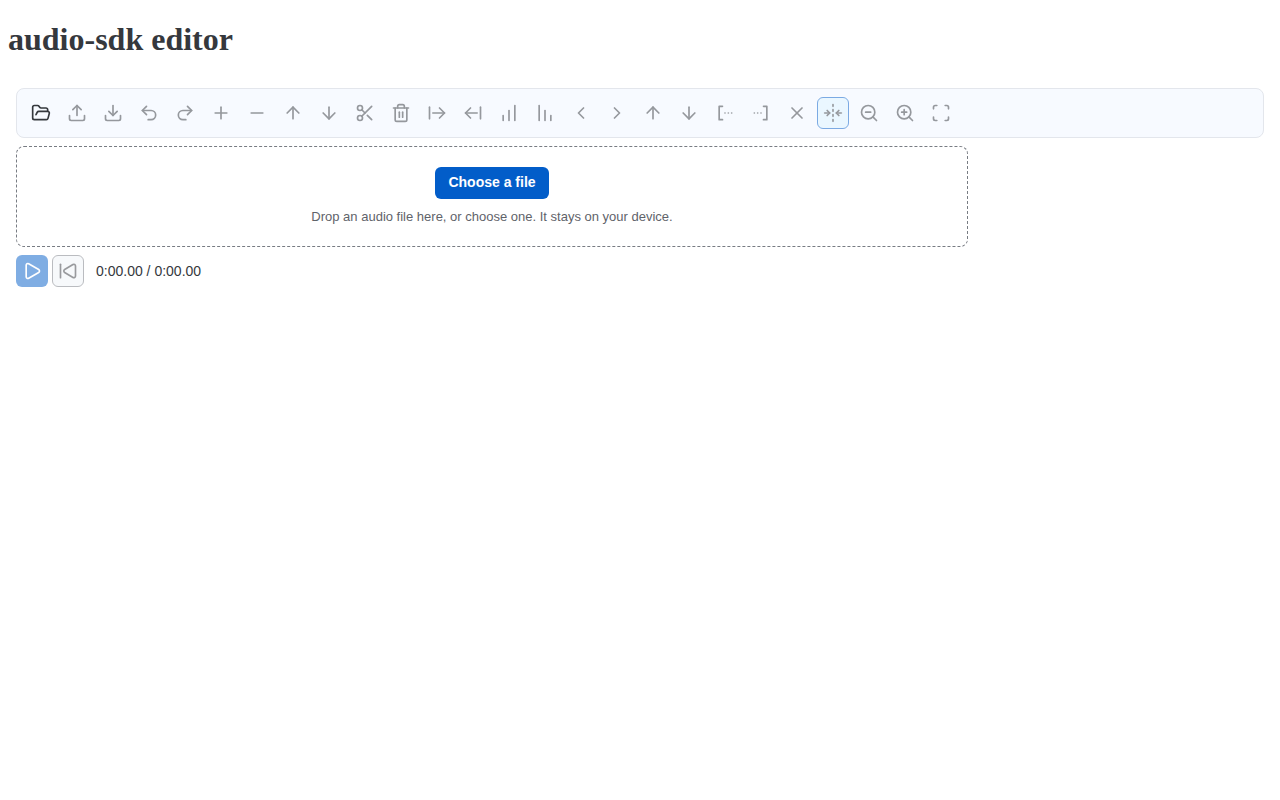 audio-sdk editor
Choose a file
Drop an audio file here, or choose one. It stays on your device.
0:00.00 / 0:00.00